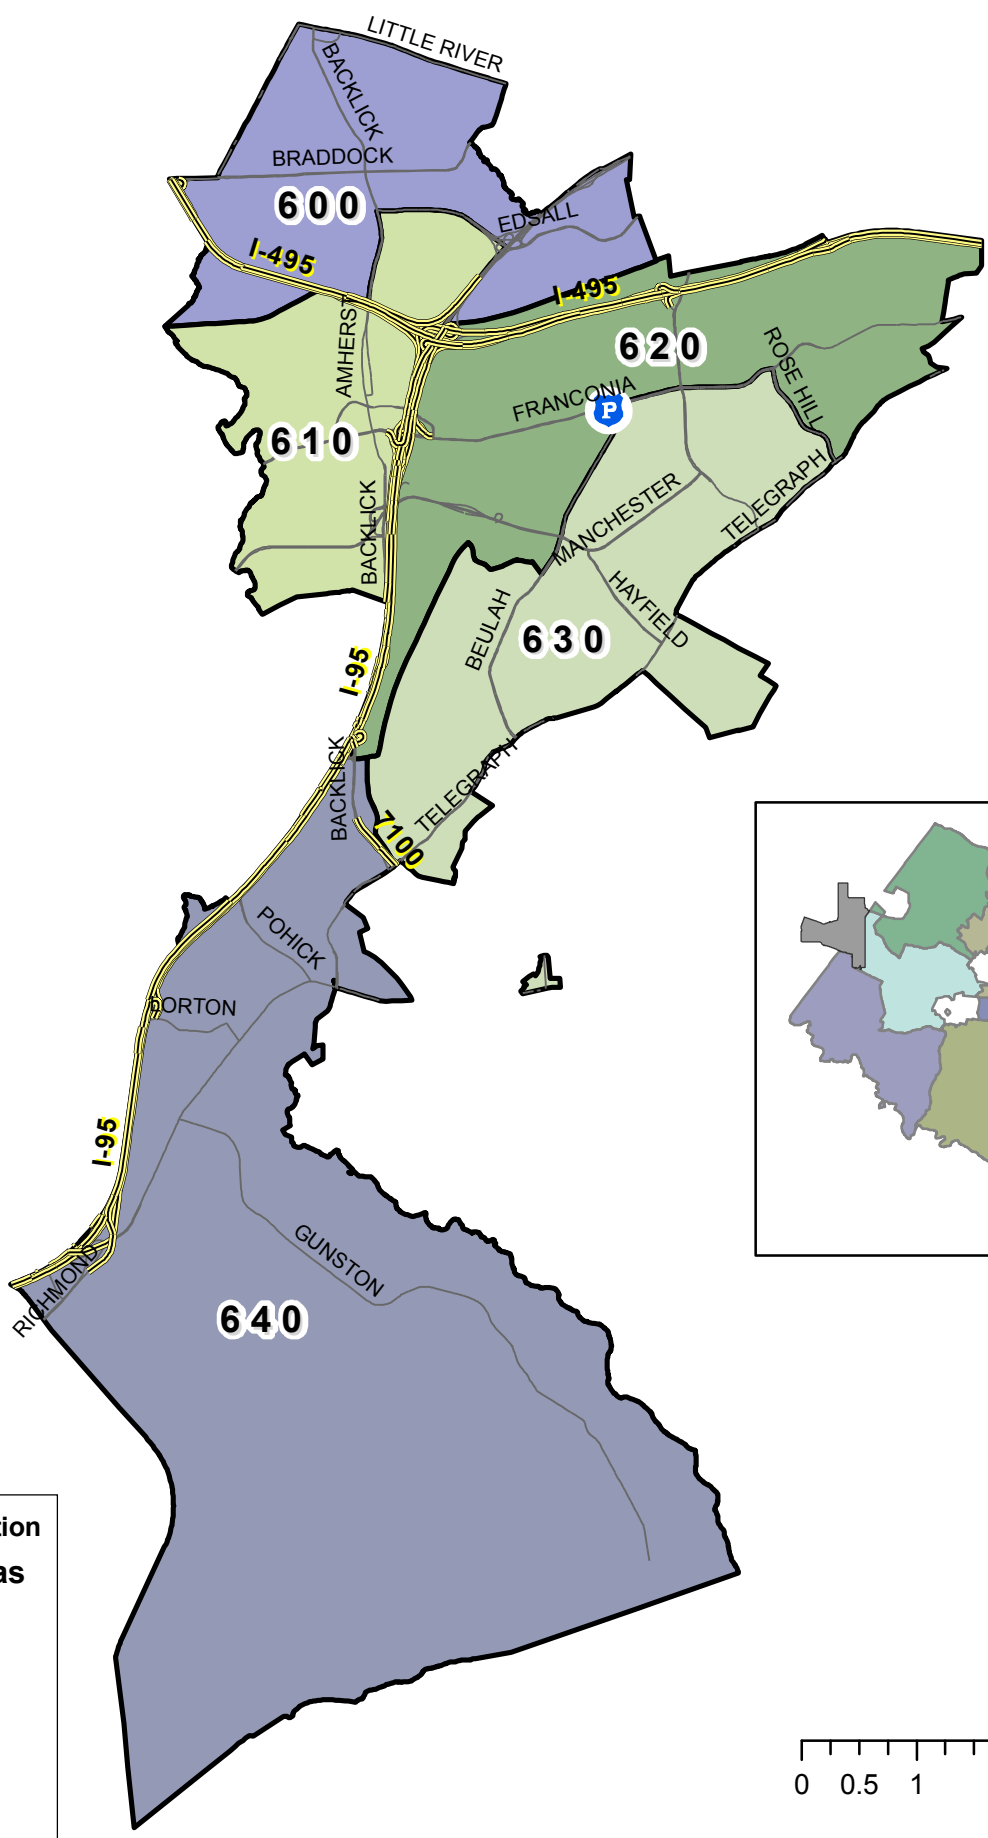 LITTLE RIVER
BACKLICK
BRADDOCK
600
EDSALL
I-495
I-495
AMHERST
620
ROSE HILL
FRANCONIA
P
610
BACKLICK
MANCHESTER
TELEGRAPH
HAYFIELD
BEULAH
630
I-95
BACKLICK
TELEGRAPH
7100
POHICK
LORTON
I-95
GUNSTON
RICHMOND
640
tion
as
0 0.5 1